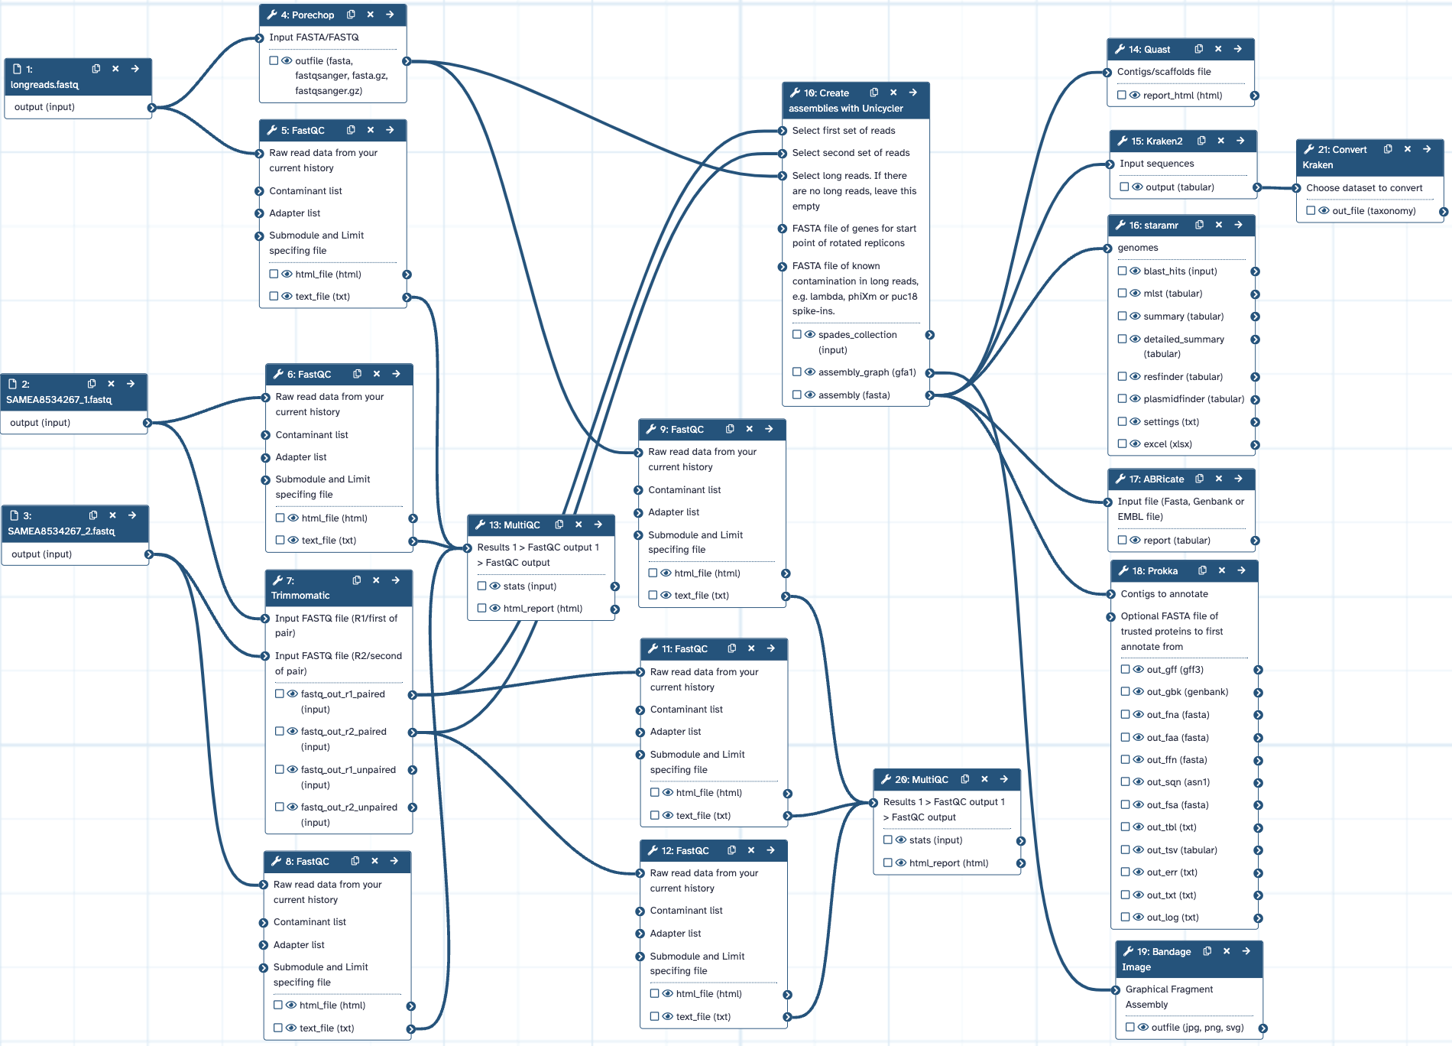 1:
longreads.fastq
output (input)
2:
SAMEA8534267_1.fastq
output (input)
3:
SAMEA8534267_2.fastq
output (input)
4: Porechop
Input FASTA/FASTQ
outfile (fasta,
fastqsanger, fasta.gz,
fastqsanger.gz)
5: FastQC
Raw read data from your
current history
Contaminant list
Adapter list
Submodule and Limit
specifing file
html_file (html)
text_file (txt)
6: FastQC
Raw read data from your
current history
Contaminant list
Adapter list
Submodule and Limit
specifing file
html_file (html)
text_file (txt)
7:
Trimmomatic
Input FASTQ file (R1/first of
pair)
Input FASTQ file (R2/second
of pair)
fastq_out_r1_paired
(input)
fastq_out_r2_paired
(input)
fastq_out_r1_unpaired
(input)
fastq_out_r2_unpaired
(input)
8: FastQC
Raw read data from your
current history
Contaminant list
Adapter list
Submodule and Limit
specifing file
html_file (html)
text_file (txt)
13: MultiQC
Results 1 > FastQC output 1
> FastQC output
stats (input)
html_report (html)
9: FastQC
Raw read data from your
current history
Contaminant list
Adapter list
Submodule and Limit
specifing file
html_file (html)
text_file (txt)
11: FastQC
Raw read data from your
current history
Contaminant list
Adapter list
Submodule and Limit
specifing file
html_file (html)
text_file (txt)
12: FastQC
Raw read data from your
current history
Contaminant list
Adapter list
Submodule and Limit
specifing file
html_file (html)
text_file (txt)
10: Create
assemblies with Unicycler
Select first set of reads
Select second set of reads
Select long reads. If there
are no long reads, leave this
empty
FASTA file of genes for start
point of rotated replicons
FASTA file of known
contamination in long reads,
e.g. lambda, phiXm or puc18
spike-ins.
spades_collection
(input)
assembly_graph (gfa1)
assembly (fasta)
20: MultiQC
Results 1 > FastQC output 1
> FastQC output
stats (input)
html_report (html)
14: Quast
Contigs/scaffolds file
report_html (html)
15: Kraken2
Input sequences
output (tabular)
21: Convert
Kraken
Choose dataset to convert
out_file (taxonomy)
16: staramr
genomes
blast_hits (input)
mlst (tabular)
summary (tabular)
detailed_summary
(tabular)
resfinder (tabular)
plasmidfinder (tabular)
settings (txt)
excel (xlsx)
17: ABRicate
Input file (Fasta, Genbank or
EMBL file)
report (tabular)
18: Prokka
Contigs to annotate
Optional FASTA file of
trusted proteins to first
annotate from
out_gff (gff3)
out_gbk (genbank)
out_fna (fasta)
out_faa (fasta)
out_ffn (fasta)
out_sqn (asn1)
out_fsa (fasta)
out_tbl (txt)
out_tsv (tabular)
out_err (txt)
out_txt (txt)
out_log (txt)
19: Bandage
Image
Graphical Fragment
Assembly
outfile (jpg, png, svg)